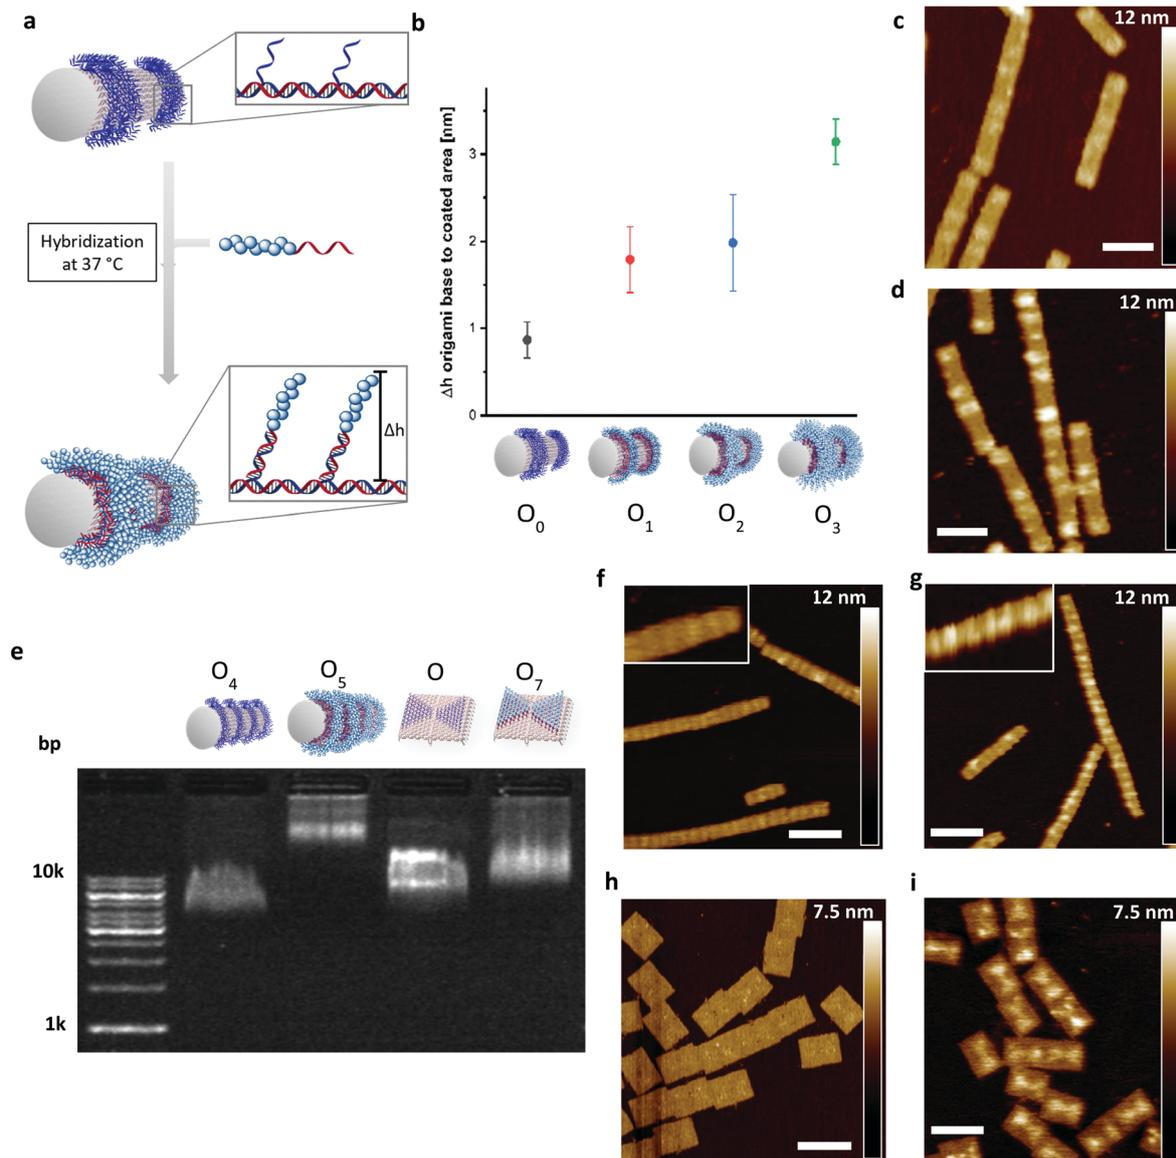 a
Hybridization
at 37 °C
Δh
b
Δh origami base to coated area [nm]
3
2
1
0
O0
O1
O2
O3
c
12 nm
d
12 nm
e
O4
O5
O
O7
bp
10k
1k
f
12 nm
g
12 nm
h
7.5 nm
i
7.5 nm